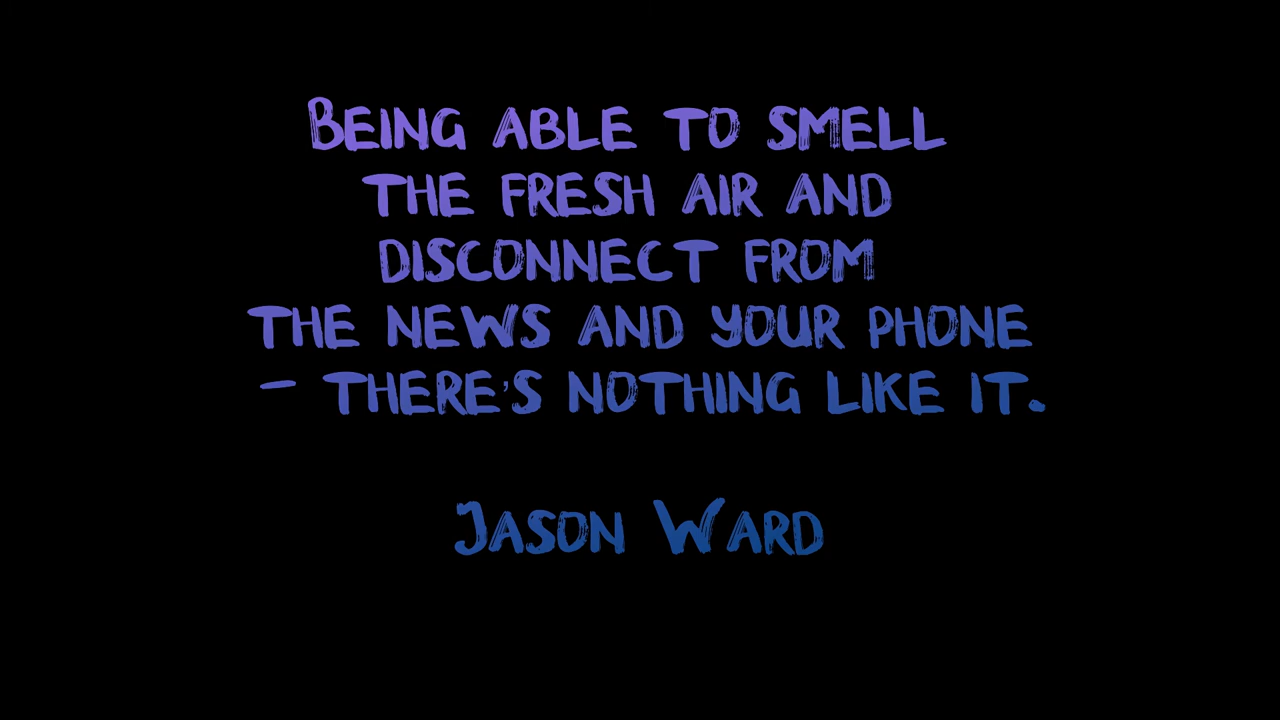 Being able to smell
the fresh air and
disconnect from
the news and your phone
- there's nothing like it.
Jason Ward